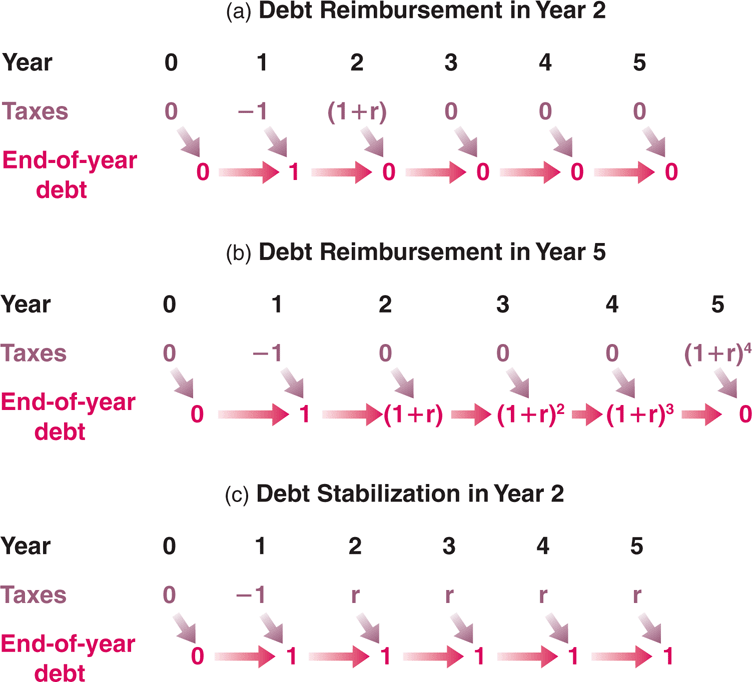 (a) Debt Reimbursement in Year 2
Year 0 1 2 3 4 5
Taxes 0 −1 (1+r) 0 0 0
End-of-year
debt 0 1 0 0 0 0
(b) Debt Reimbursement in Year 5
Year 0 1 2 3 4 5
Taxes 0 −1 0 0 0 (1+r)⁴
End-of-year
debt 0 1 (1+r) (1+r)² (1+r)³ 0
(c) Debt Stabilization in Year 2
Year 0 1 2 3 4 5
Taxes 0 −1 r r r r
End-of-year
debt 0 1 1 1 1 1